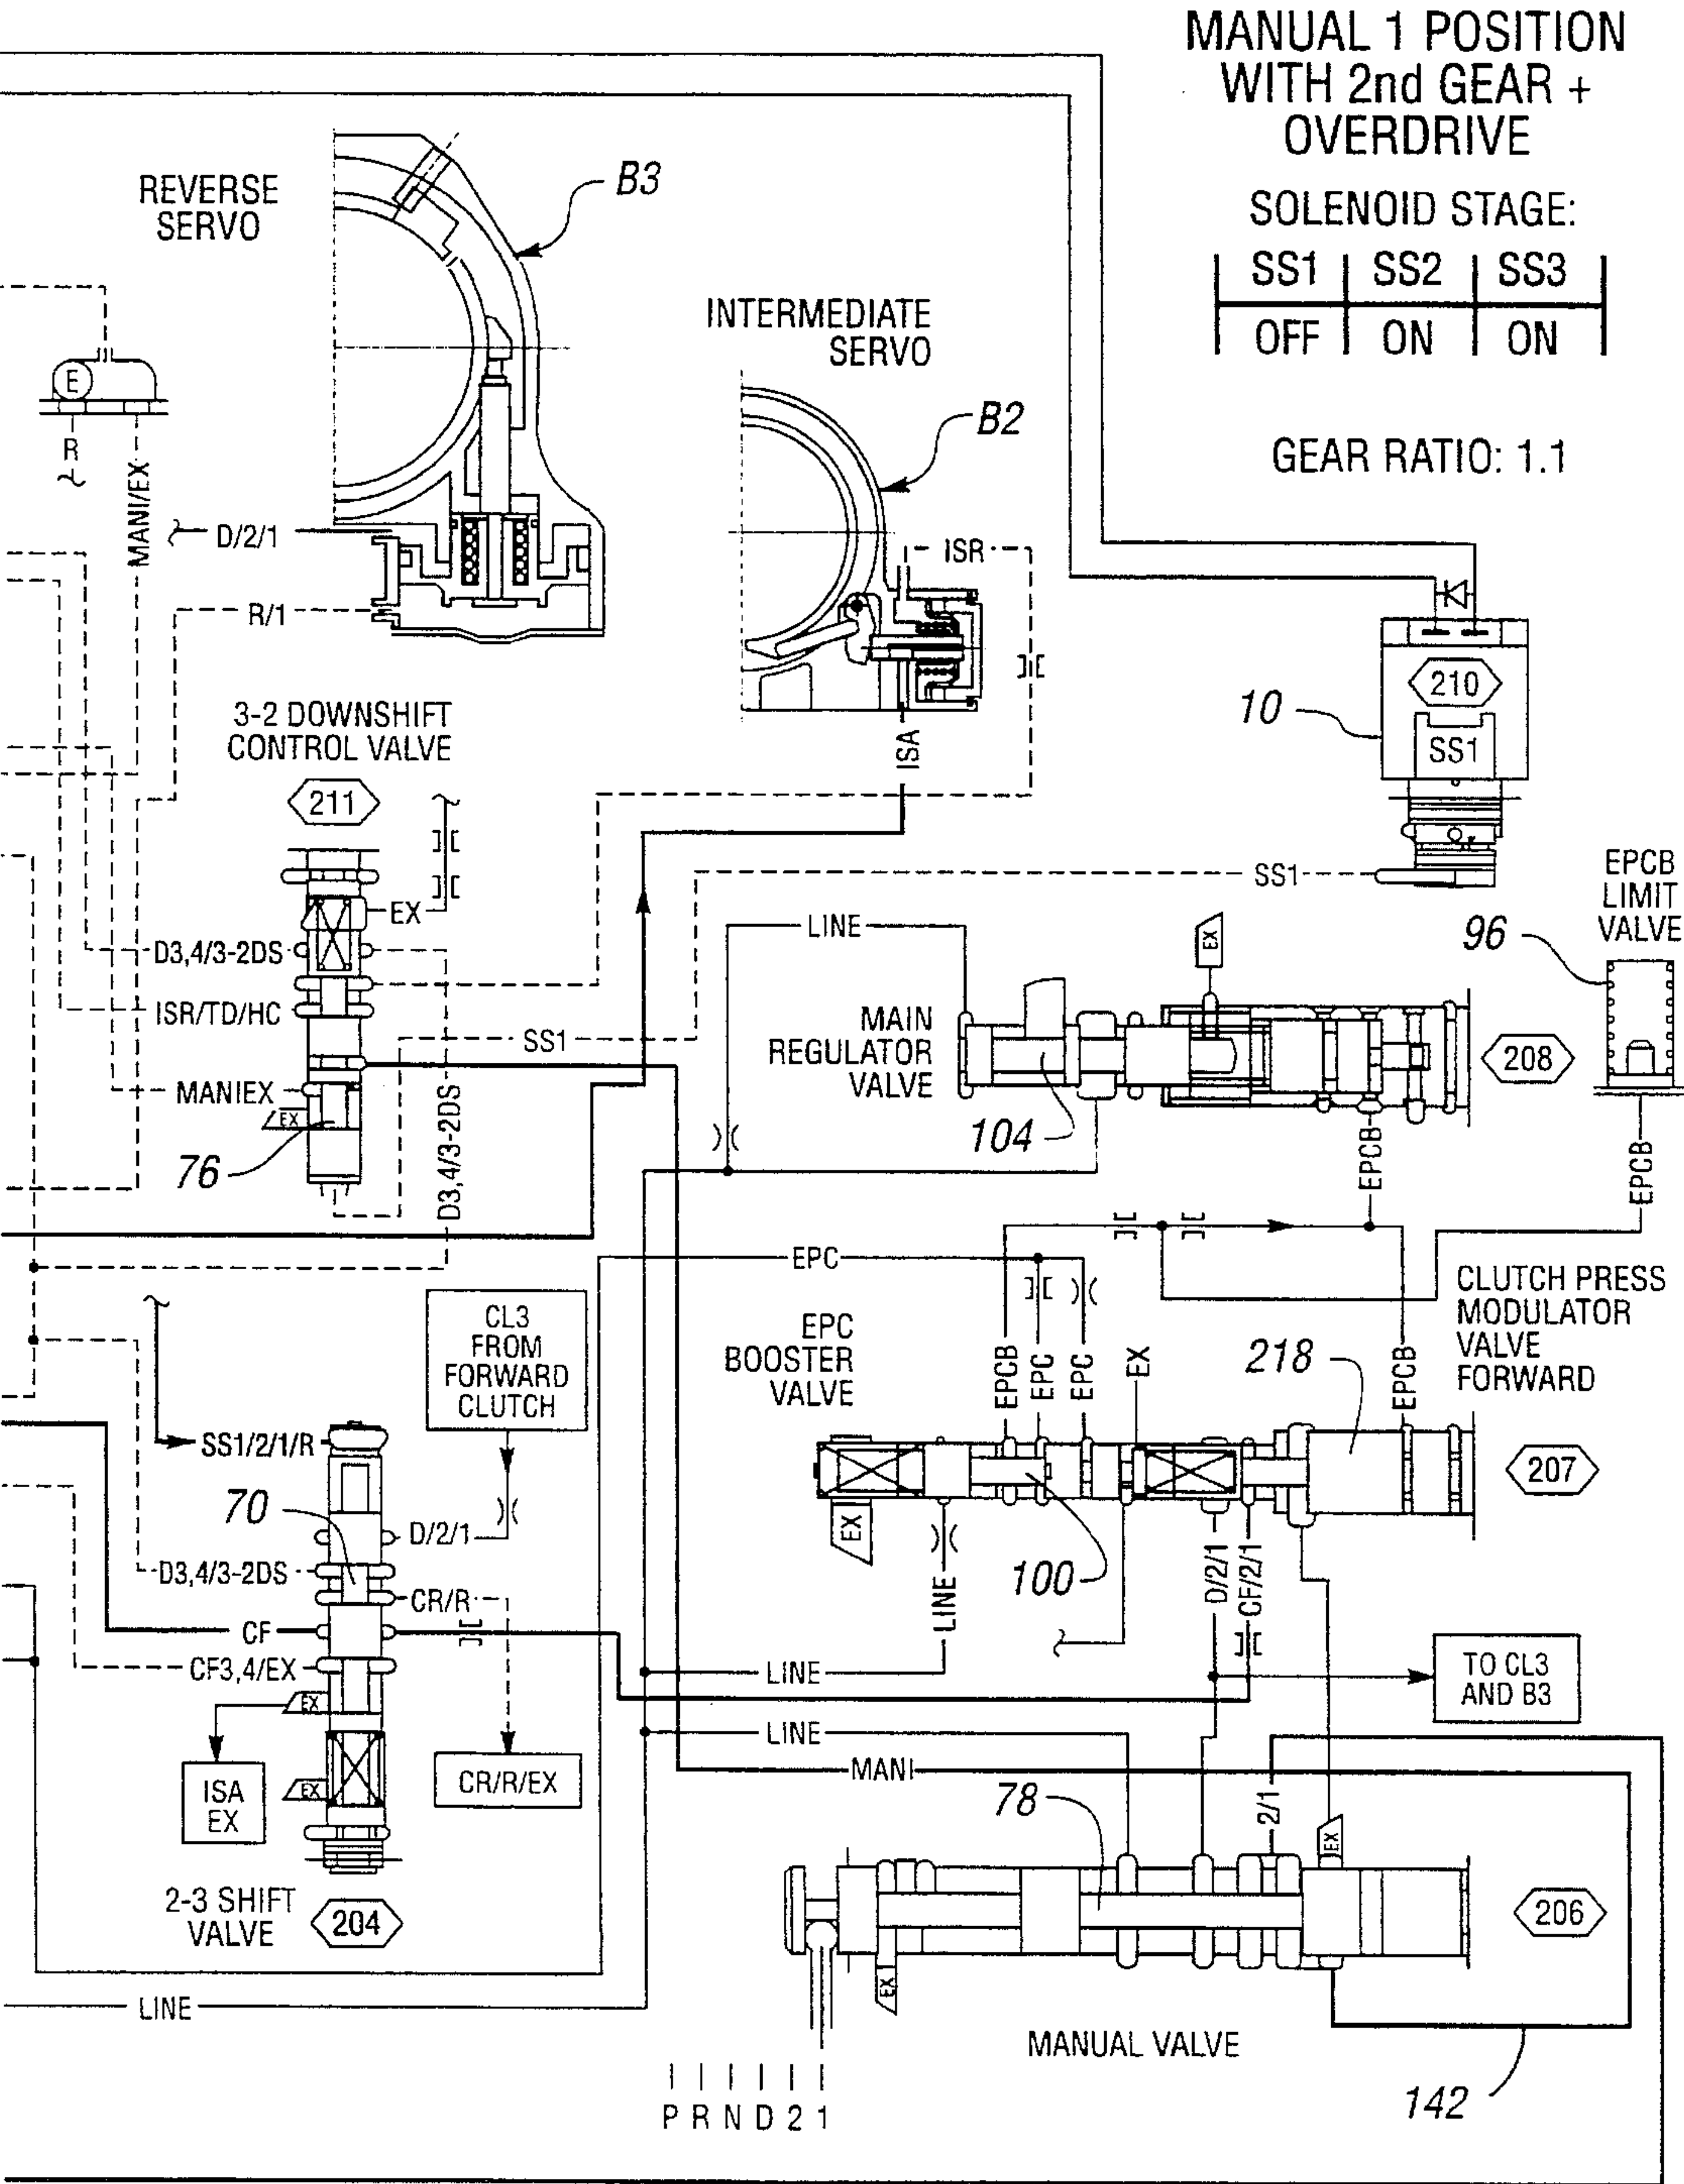 MANUAL 1 POSITION
WITH 2nd GEAR +
OVERDRIVE
SOLENOID STAGE:
SS1 SS2 SS3
OFF ON ON
GEAR RATIO: 1.1
REVERSE
SERVO
B3
INTERMEDIATE
SERVO
B2
E
R
MANI/EX
D/2/1
R/1
ISR
ISA
10
210
SS1
3-2 DOWNSHIFT
CONTROL VALVE
211
EX
D3,4/3-2DS
ISR/TD/HC
MANIEX
EX
76
SS1
SS1
D3,4/3-2DS
LINE
EX
MAIN
REGULATOR
VALVE
104
208
EPCB
LIMIT
VALVE
96
EPCB
EPCB
EPC
EPC
BOOSTER
VALVE
EPCB
EPC
EPC
EX
218
EPCB
CLUTCH PRESS
MODULATOR
VALVE
FORWARD
207
EX
100
LINE
D/2/1
CF/2/1
CL3
FROM
FORWARD
CLUTCH
SS1/2/1/R
70
D/2/1
D3,4/3-2DS
CR/R
CF
CF3,4/EX
EX
EX
ISA
EX
CR/R/EX
2-3 SHIFT
VALVE
204
LINE
LINE
MANI
TO CL3
AND B3
78
2/1
EX
206
EX
LINE
MANUAL VALVE
142
P R N D 2 1